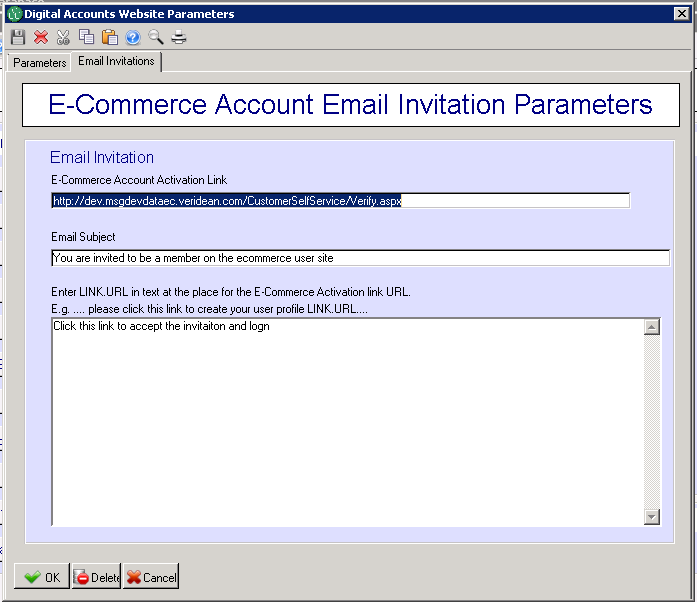 Digital Accounts Website Parameters
Parameters
Email Invitations
E-Commerce Account Email Invitation Parameters
Email Invitation
E-Commerce Account Activation Link
http://dev.msgdevdataec.veridean.com/CustomerSelfService/Verify.aspx
Email Subject
You are invited to be a member on the ecommerce user site
Enter LINK.URL in text at the place for the E-Commerce Activation link URL.
E.g. .... please click this link to create your user profile LINK.URL....
Click this link to accept the invitaiton and logn
OK
Delete
Cancel